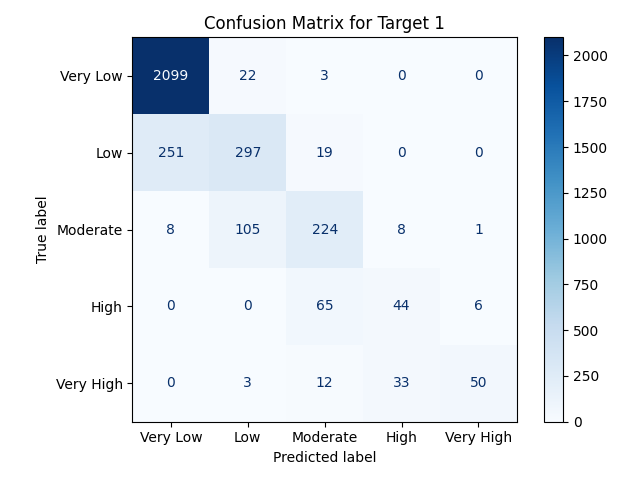 Confusion Matrix for Target 1
True label
Very Low 2099 22 3 0 0
Low 251 297 19 0 0
Moderate 8 105 224 8 1
High 0 0 65 44 6
Very High 0 3 12 33 50
Very Low Low Moderate High Very High
Predicted label
2000
1750
1500
1250
1000
750
500
250
0